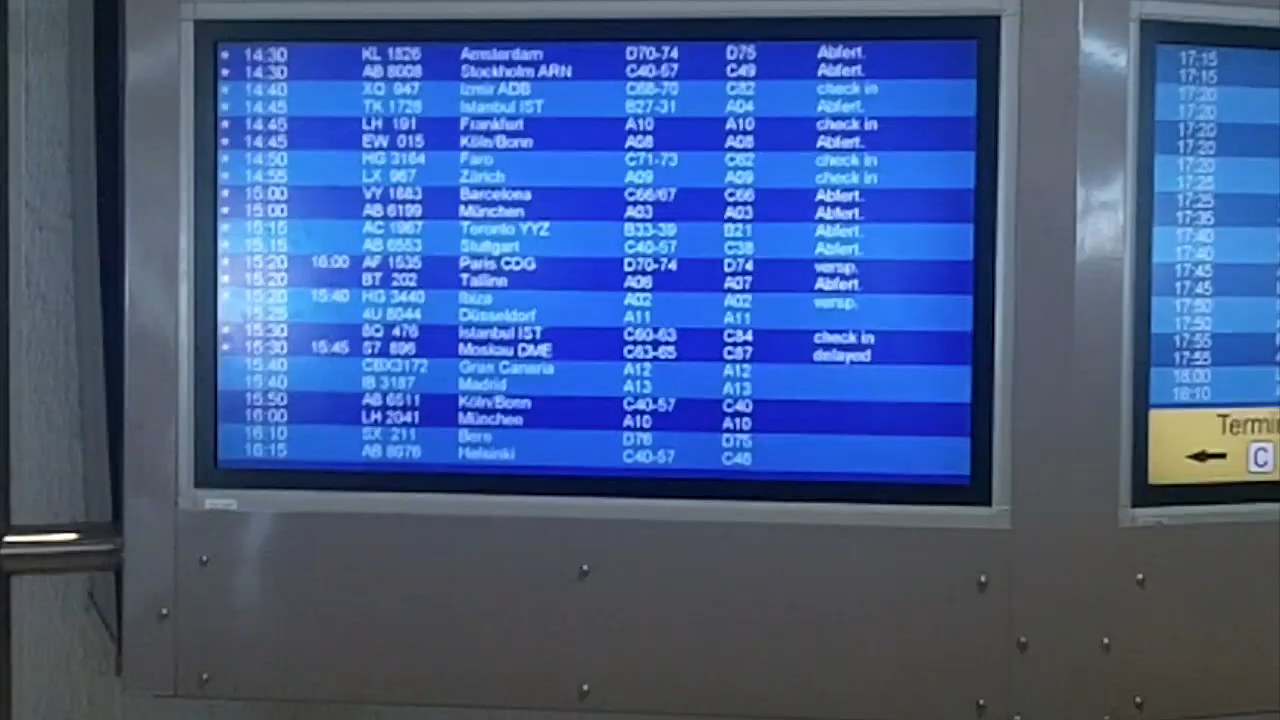 14:30 KL 1826 Amsterdam D70-74 D75 Abfert.
14:30 AB 8008 Stockholm ARN C40-57 C49 Abfert.
14:40 XQ 947 Izmir ADB C68-70 C82 check in
14:45 TK 1726 Istanbul IST B27-31 A04 Abfert.
14:45 LH 191 Frankfurt A10 A10 check in
14:45 EW 015 Köln/Bonn A08 A08 Abfert.
14:50 HG 3164 Faro C71-73 C82 check in
14:55 LX 967 Zürich A09 A09 check in
15:00 VY 1883 Barcelona C66/67 C66 Abfert.
15:00 AB 6199 München A03 A03 Abfert.
15:15 AC 1967 Toronto YYZ B33-39 B21 Abfert.
15:15 AB 6553 Stuttgart C40-57 C38 Abfert.
15:20 16:00 AF 1535 Paris CDG D70-74 D74 versp.
15:20 BT 202 Tallinn A06 A07 Abfert.
15:20 15:40 HG 3440 Ibiza A02 A02 versp.
15:25 4U 8044 Düsseldorf A11 A11
15:30 8Q 476 Istanbul IST C60-63 C84 check in
15:30 15:45 S7 896 Moskau DME C63-65 C87 delayed
15:40 CBX3172 Gran Canaria A12 A12
15:40 IB 3187 Madrid A13 A13
15:50 AB 6511 Köln/Bonn C40-57 C40
16:00 LH 2041 München A10 A10
16:10 SX 211 Bern D76 D75
16:15 AB 8076 Helsinki C40-57 C48
17:15
17:15
17:20
17:20
17:20
17:20
17:20
17:25
17:25
17:35
17:40
17:40
17:45
17:45
17:50
17:50
17:55
17:55
18:00
18:10
Termi
C